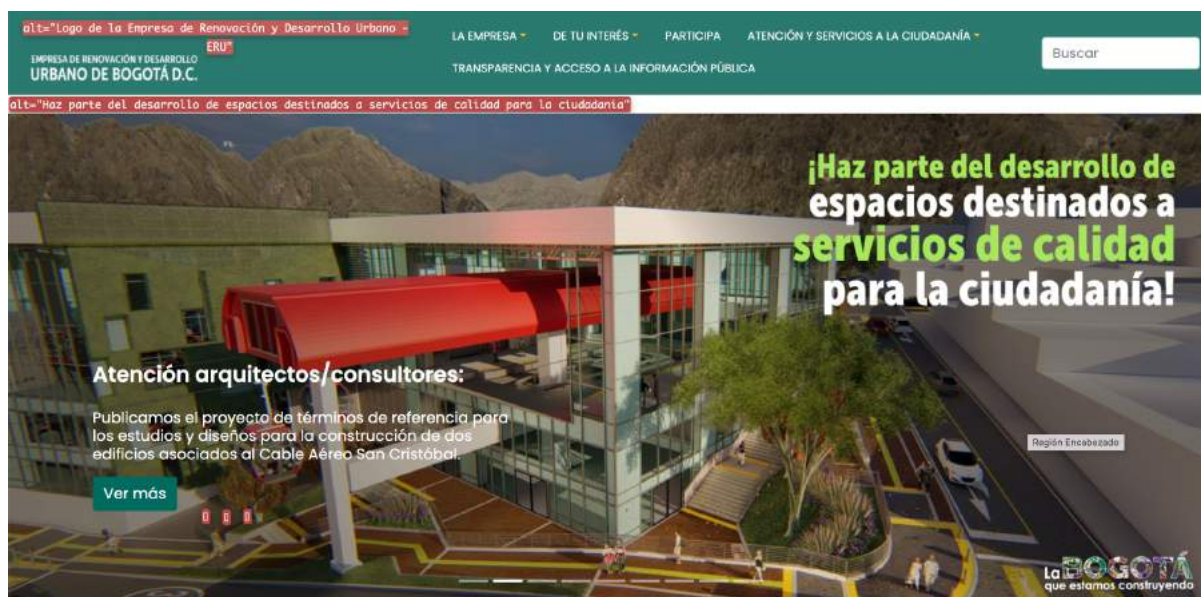 alt="Logo de la Empresa de Renovación y Desarrollo Urbano -
ERU"
EMPRESA DE RENOVACIÓN Y DESARROLLO
URBANO DE BOGOTÁ D.C.
LA EMPRESA
DE TU INTERÉS
PARTICIPA
ATENCIÓN Y SERVICIOS A LA CIUDADANÍA
TRANSPARENCIA Y ACCESO A LA INFORMACIÓN PÚBLICA
Buscar
alt="Haz parte del desarrollo de espacios destinados a servicios de calidad para la ciudadanía"
¡Haz parte del desarrollo de
espacios destinados a
servicios de calidad
para la ciudadanía!
Atención arquitectos/consultores:
Publicamos el proyecto de términos de referencia para
los estudios y diseños para la construcción de dos
edificios asociados al Cable Aéreo San Cristóbal.
Ver más
Región Encabezado
La BOGOTÁ
que estamos construyendo